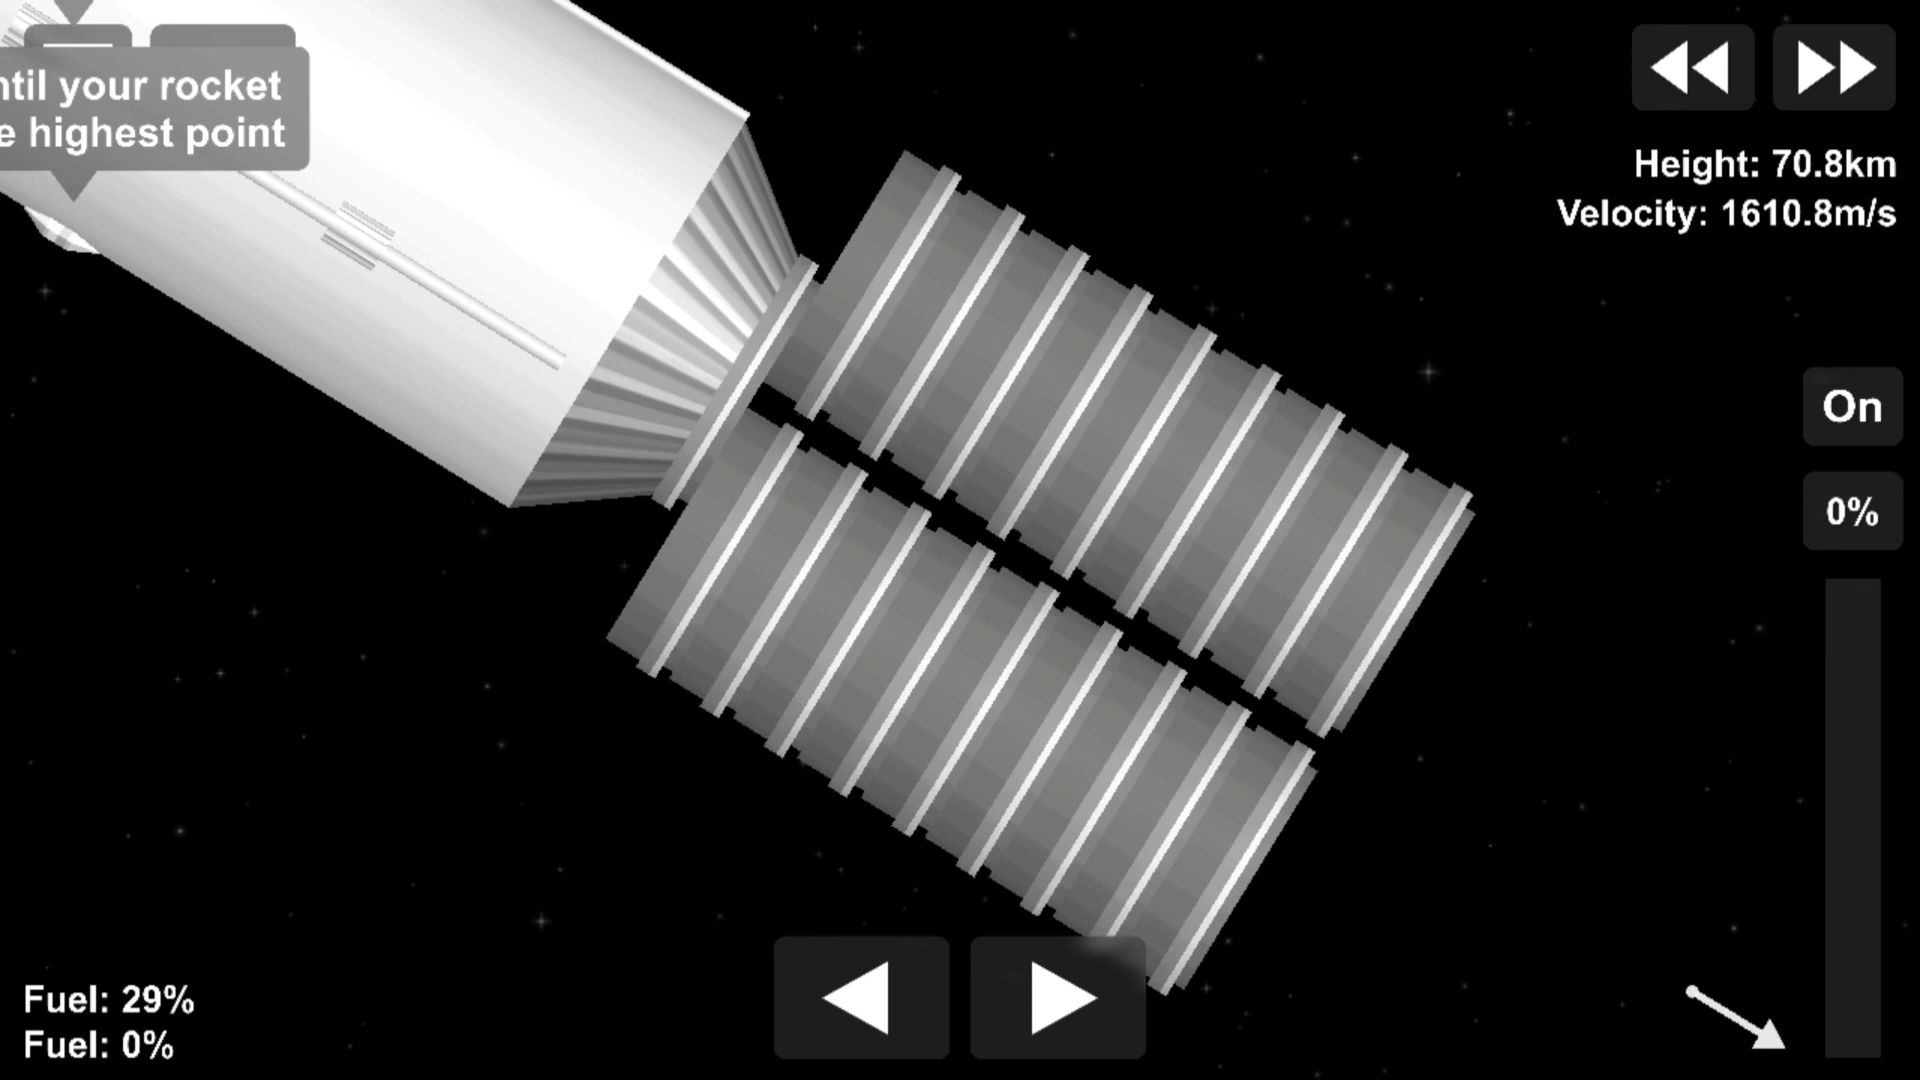 ntil your rocket
e highest point
Height: 70.8km
Velocity: 1610.8m/s
On
0%
Fuel: 29%
Fuel: 0%